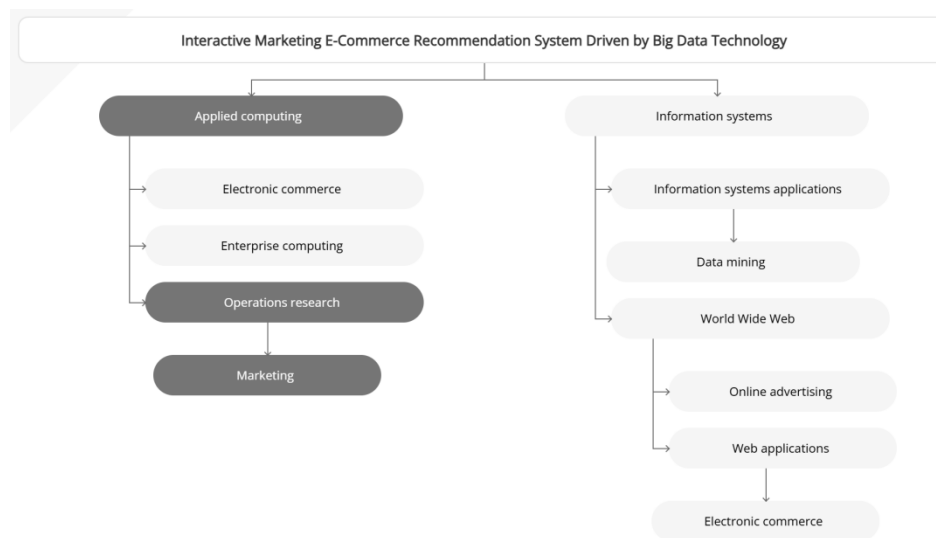 Interactive Marketing E-Commerce Recommendation System Driven by Big Data Technology
Applied computing
Electronic commerce
Enterprise computing
Operations research
Marketing
Information systems
Information systems applications
Data mining
World Wide Web
Online advertising
Web applications
Electronic commerce